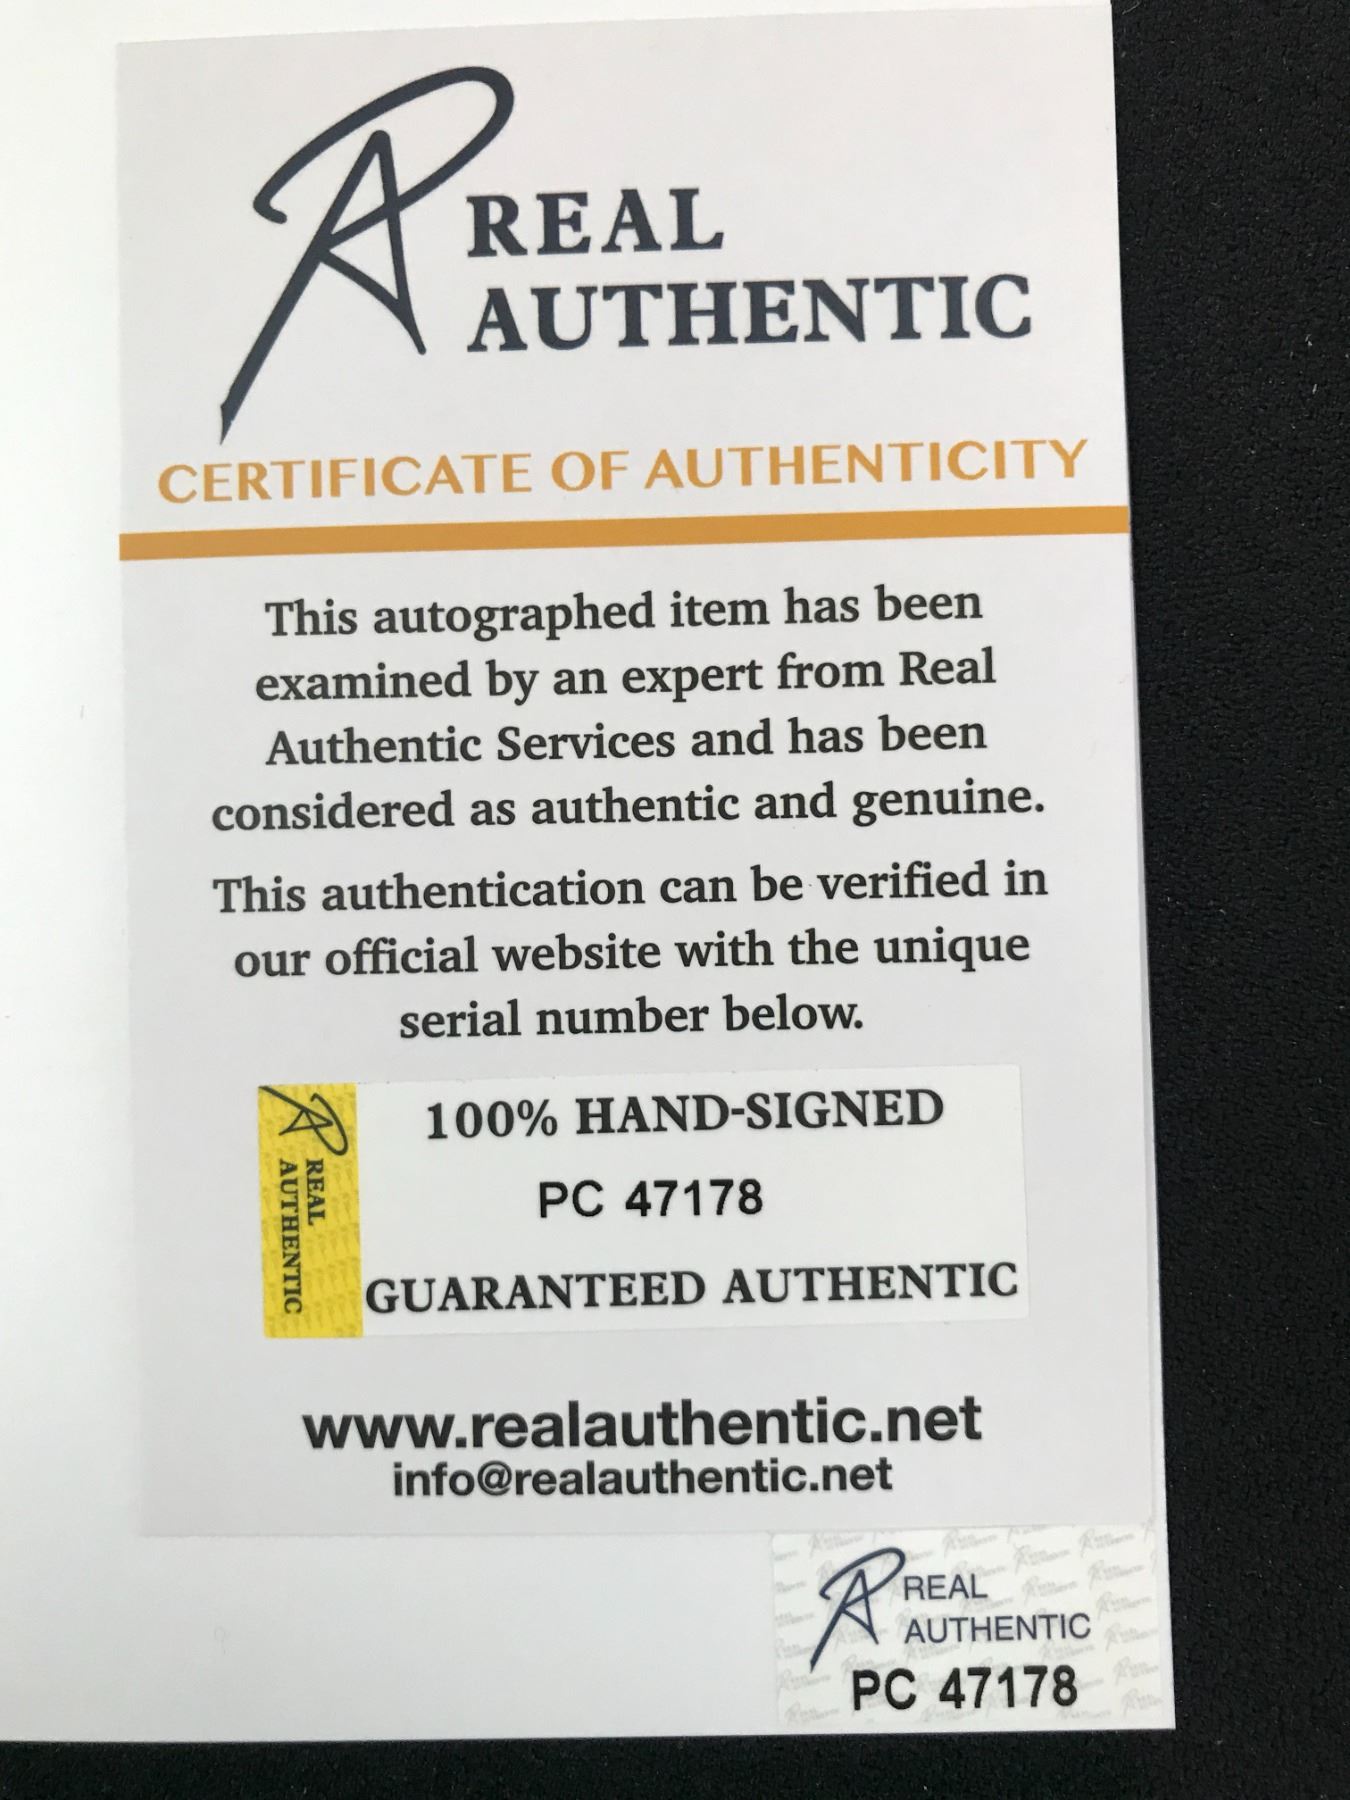 REAL
AUTHENTIC
CERTIFICATE OF AUTHENTICITY
This autographed item has been
examined by an expert from Real
Authentic Services and has been
considered as authentic and genuine.
This authentication can be verified in
our official website with the unique
serial number below.
REAL
AUTHENTIC
100% HAND-SIGNED
PC 47178
GUARANTEED AUTHENTIC
www.realauthentic.net
info@realauthentic.net
REAL
AUTHENTIC
PC 47178